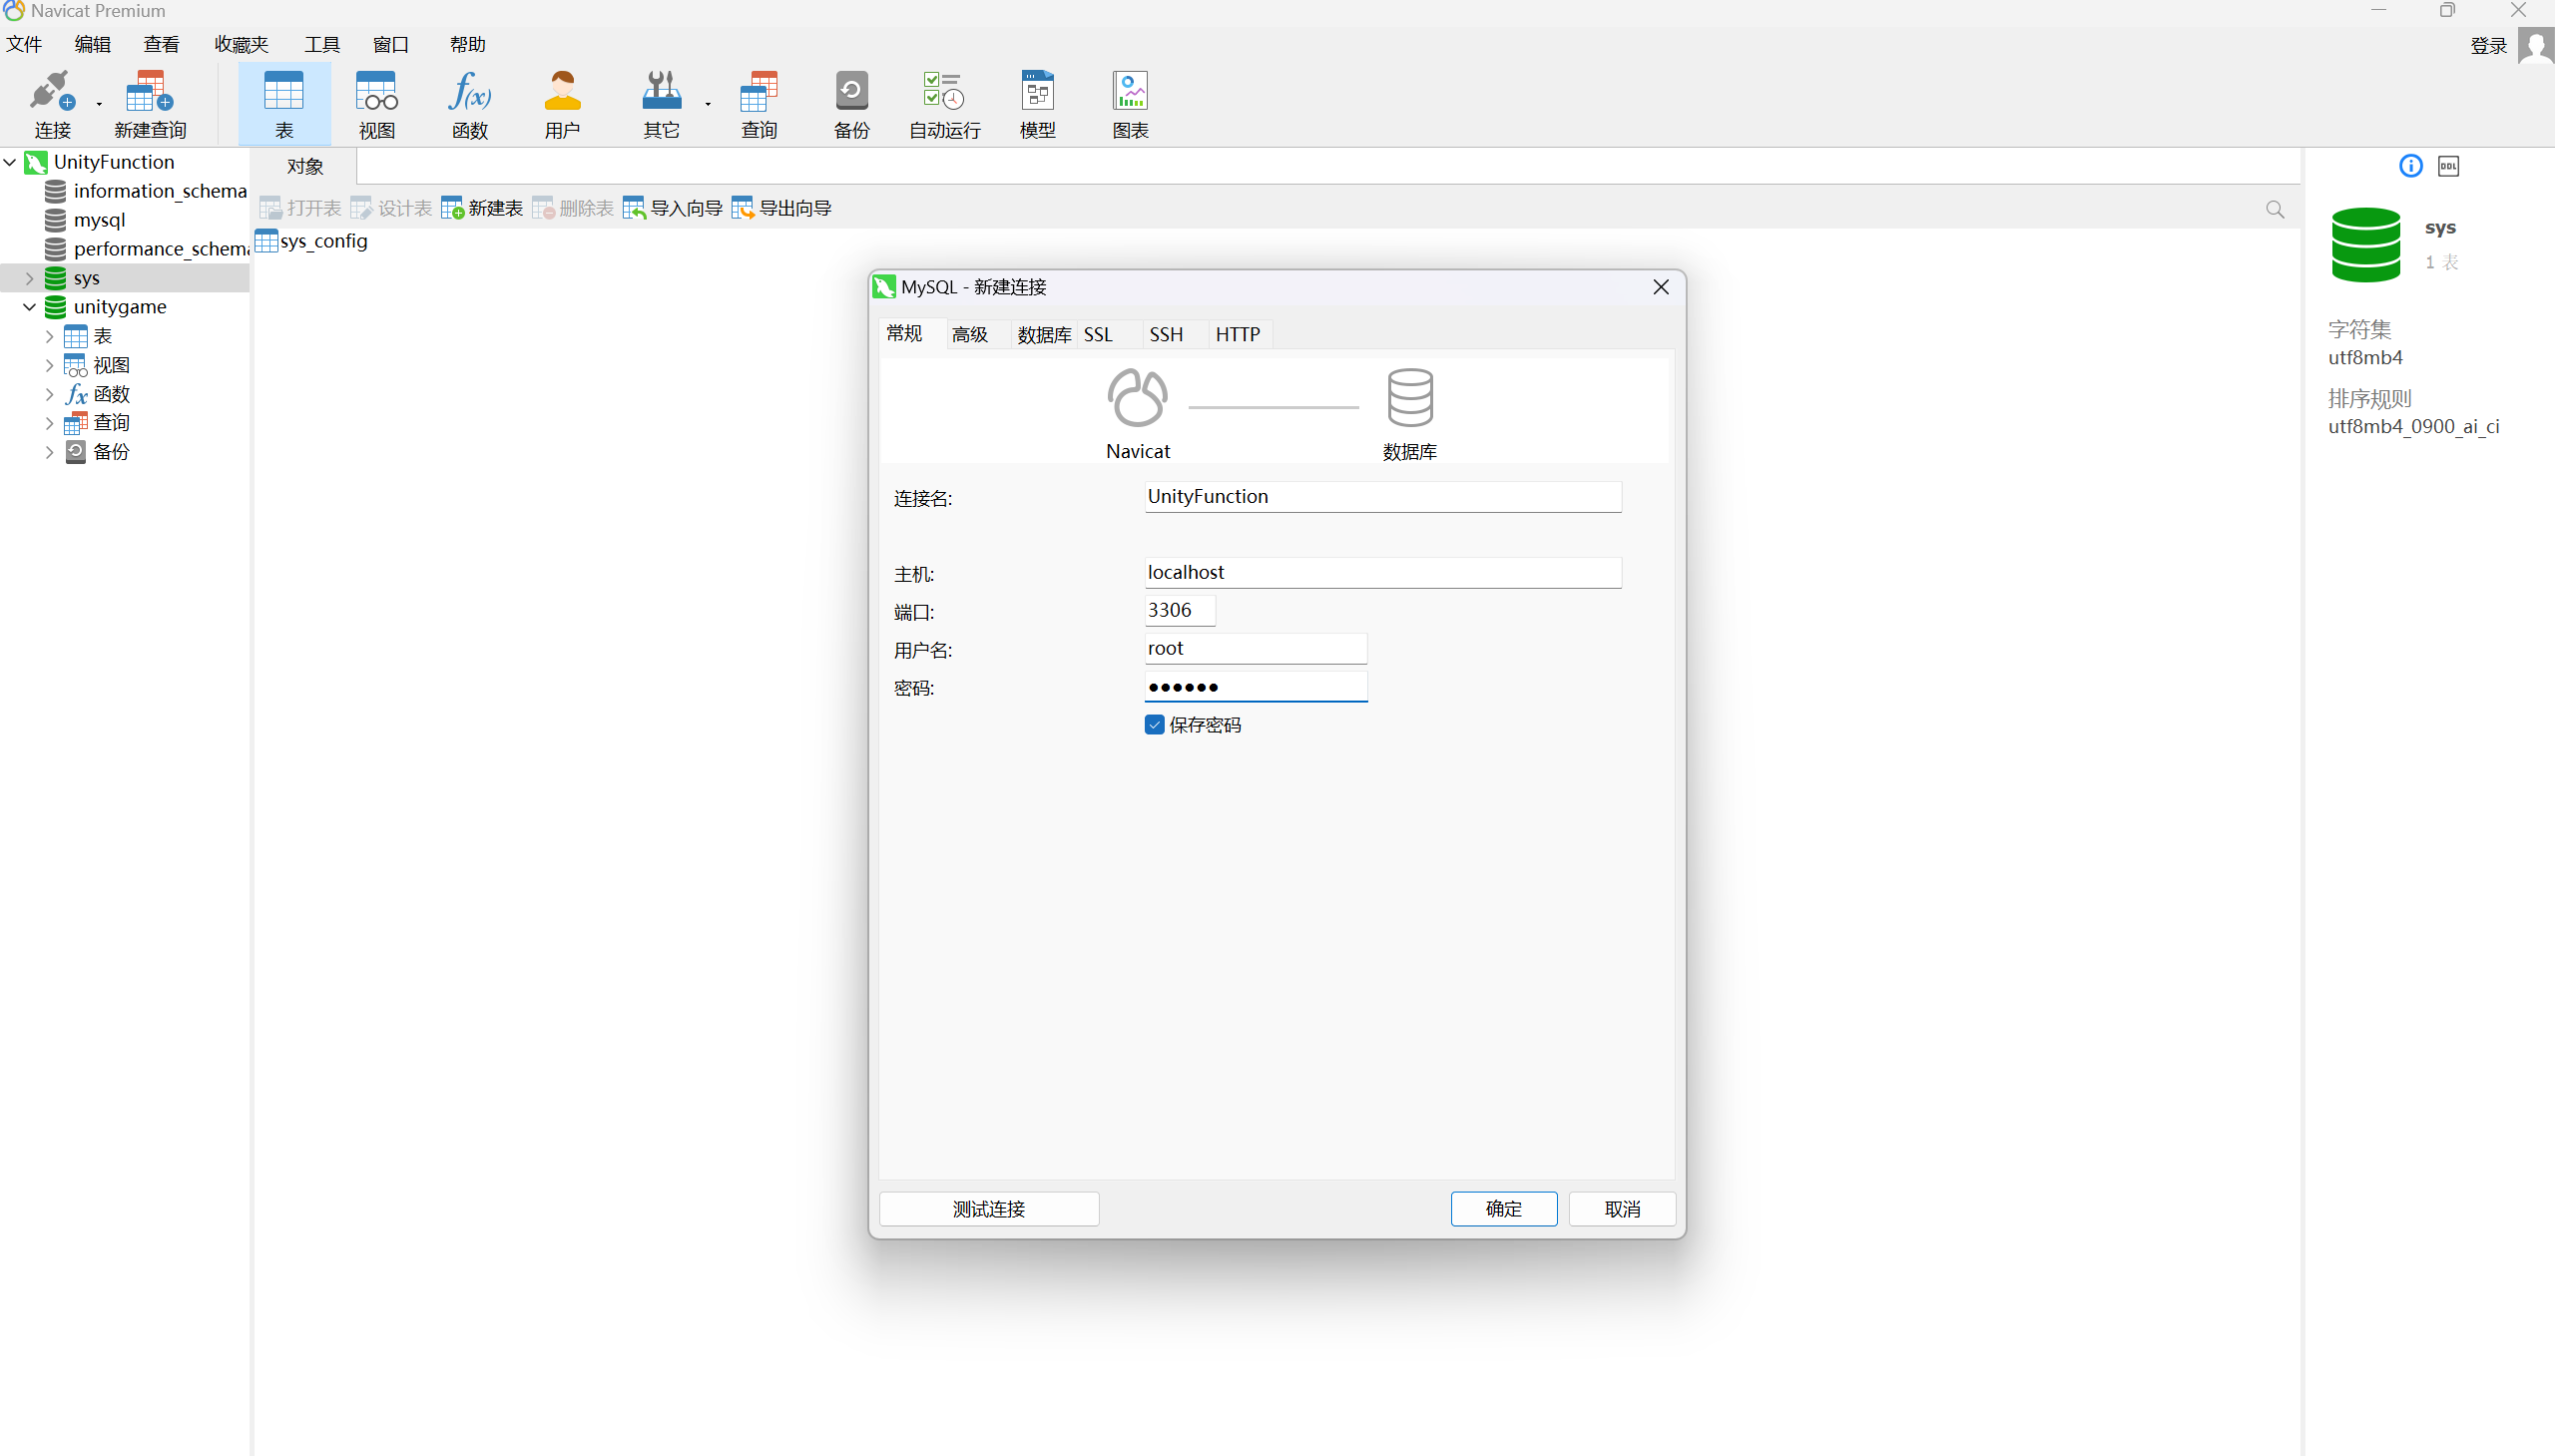 Navicat Premium
文件 编辑 查看 收藏夹 工具 窗口 帮助 登录
连接 新建查询 表 视图 函数 用户 其它 查询 备份 自动运行 模型 图表
UnityFunction
information_schema
mysql
performance_schema
sys
unitygame
表
视图
函数
查询
备份
对象
打开表 设计表 新建表 删除表 导入向导 导出向导
sys_config
MySQL - 新建连接
常规 高级 数据库 SSL SSH HTTP
Navicat 数据库
连接名: UnityFunction
主机: localhost
端口: 3306
用户名: root
密码: ●●●●●●
保存密码
测试连接 确定 取消
DDL
sys
1 表
字符集
utf8mb4
排序规则
utf8mb4_0900_ai_ci